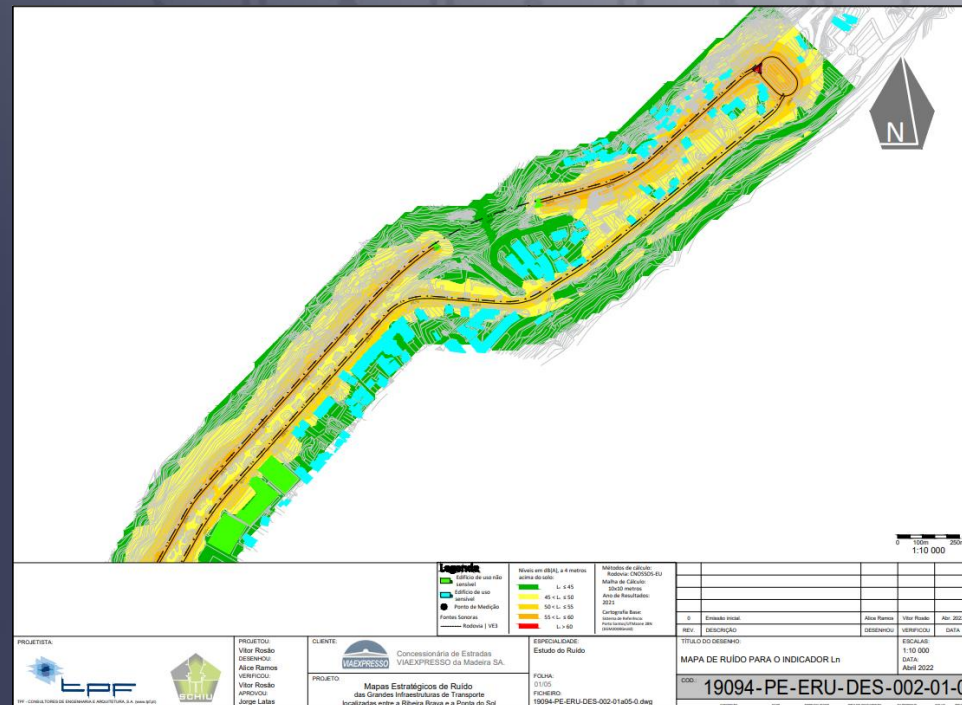 N
0 100m 250m
1:10 000
Legenda
Edifício de uso não sensível
Edifício de uso sensível
Ponto de Medição
Fontes Sonoras
Rodovia | VE3
Níveis em dB(A), a 4 metros
acima do solo:
Lₙ ≤ 45
45 < Lₙ ≤ 50
50 < Lₙ ≤ 55
55 < Lₙ ≤ 60
Lₙ > 60
Métodos de cálculo:
Rodovia: CNOSSOS-EU
Malha de Cálculo:
10x10 metros
Ano de Resultados:
2021
Cartografia Base:
0 Emissão inicial Alice Ramos Vitor Rosão Abr 202
REV. DESCRIÇÃO DESENHOU VERIFICOU DATA
PROJETISTA:
tpf
TPF - CONSULTORES DE ENGENHARIA E ARQUITETURA, S.A.
SCHIU
PROJETOU:
Vitor Rosão
DESENHOU:
Alice Ramos
VERIFICOU:
Vitor Rosão
APROVOU:
Jorge Latas
CLIENTE:
VIAEXPRESSO
Concessionária de Estradas
VIAEXPRESSO da Madeira SA.
PROJETO:
Mapas Estratégicos de Ruído
das Grandes Infraestruturas de Transporte
localizadas entre a Ribeira Brava e a Ponta do Sol
ESPECIALIDADE:
Estudo do Ruído
FOLHA:
01/05
FICHEIRO:
19094-PE-ERU-DES-002-01a05-0.dwg
TÍTULO DO DESENHO:
MAPA DE RUÍDO PARA O INDICADOR Ln
ESCALAS:
1:10 000
DATA:
Abril 2022
COD.: 19094-PE-ERU-DES-002-01-0